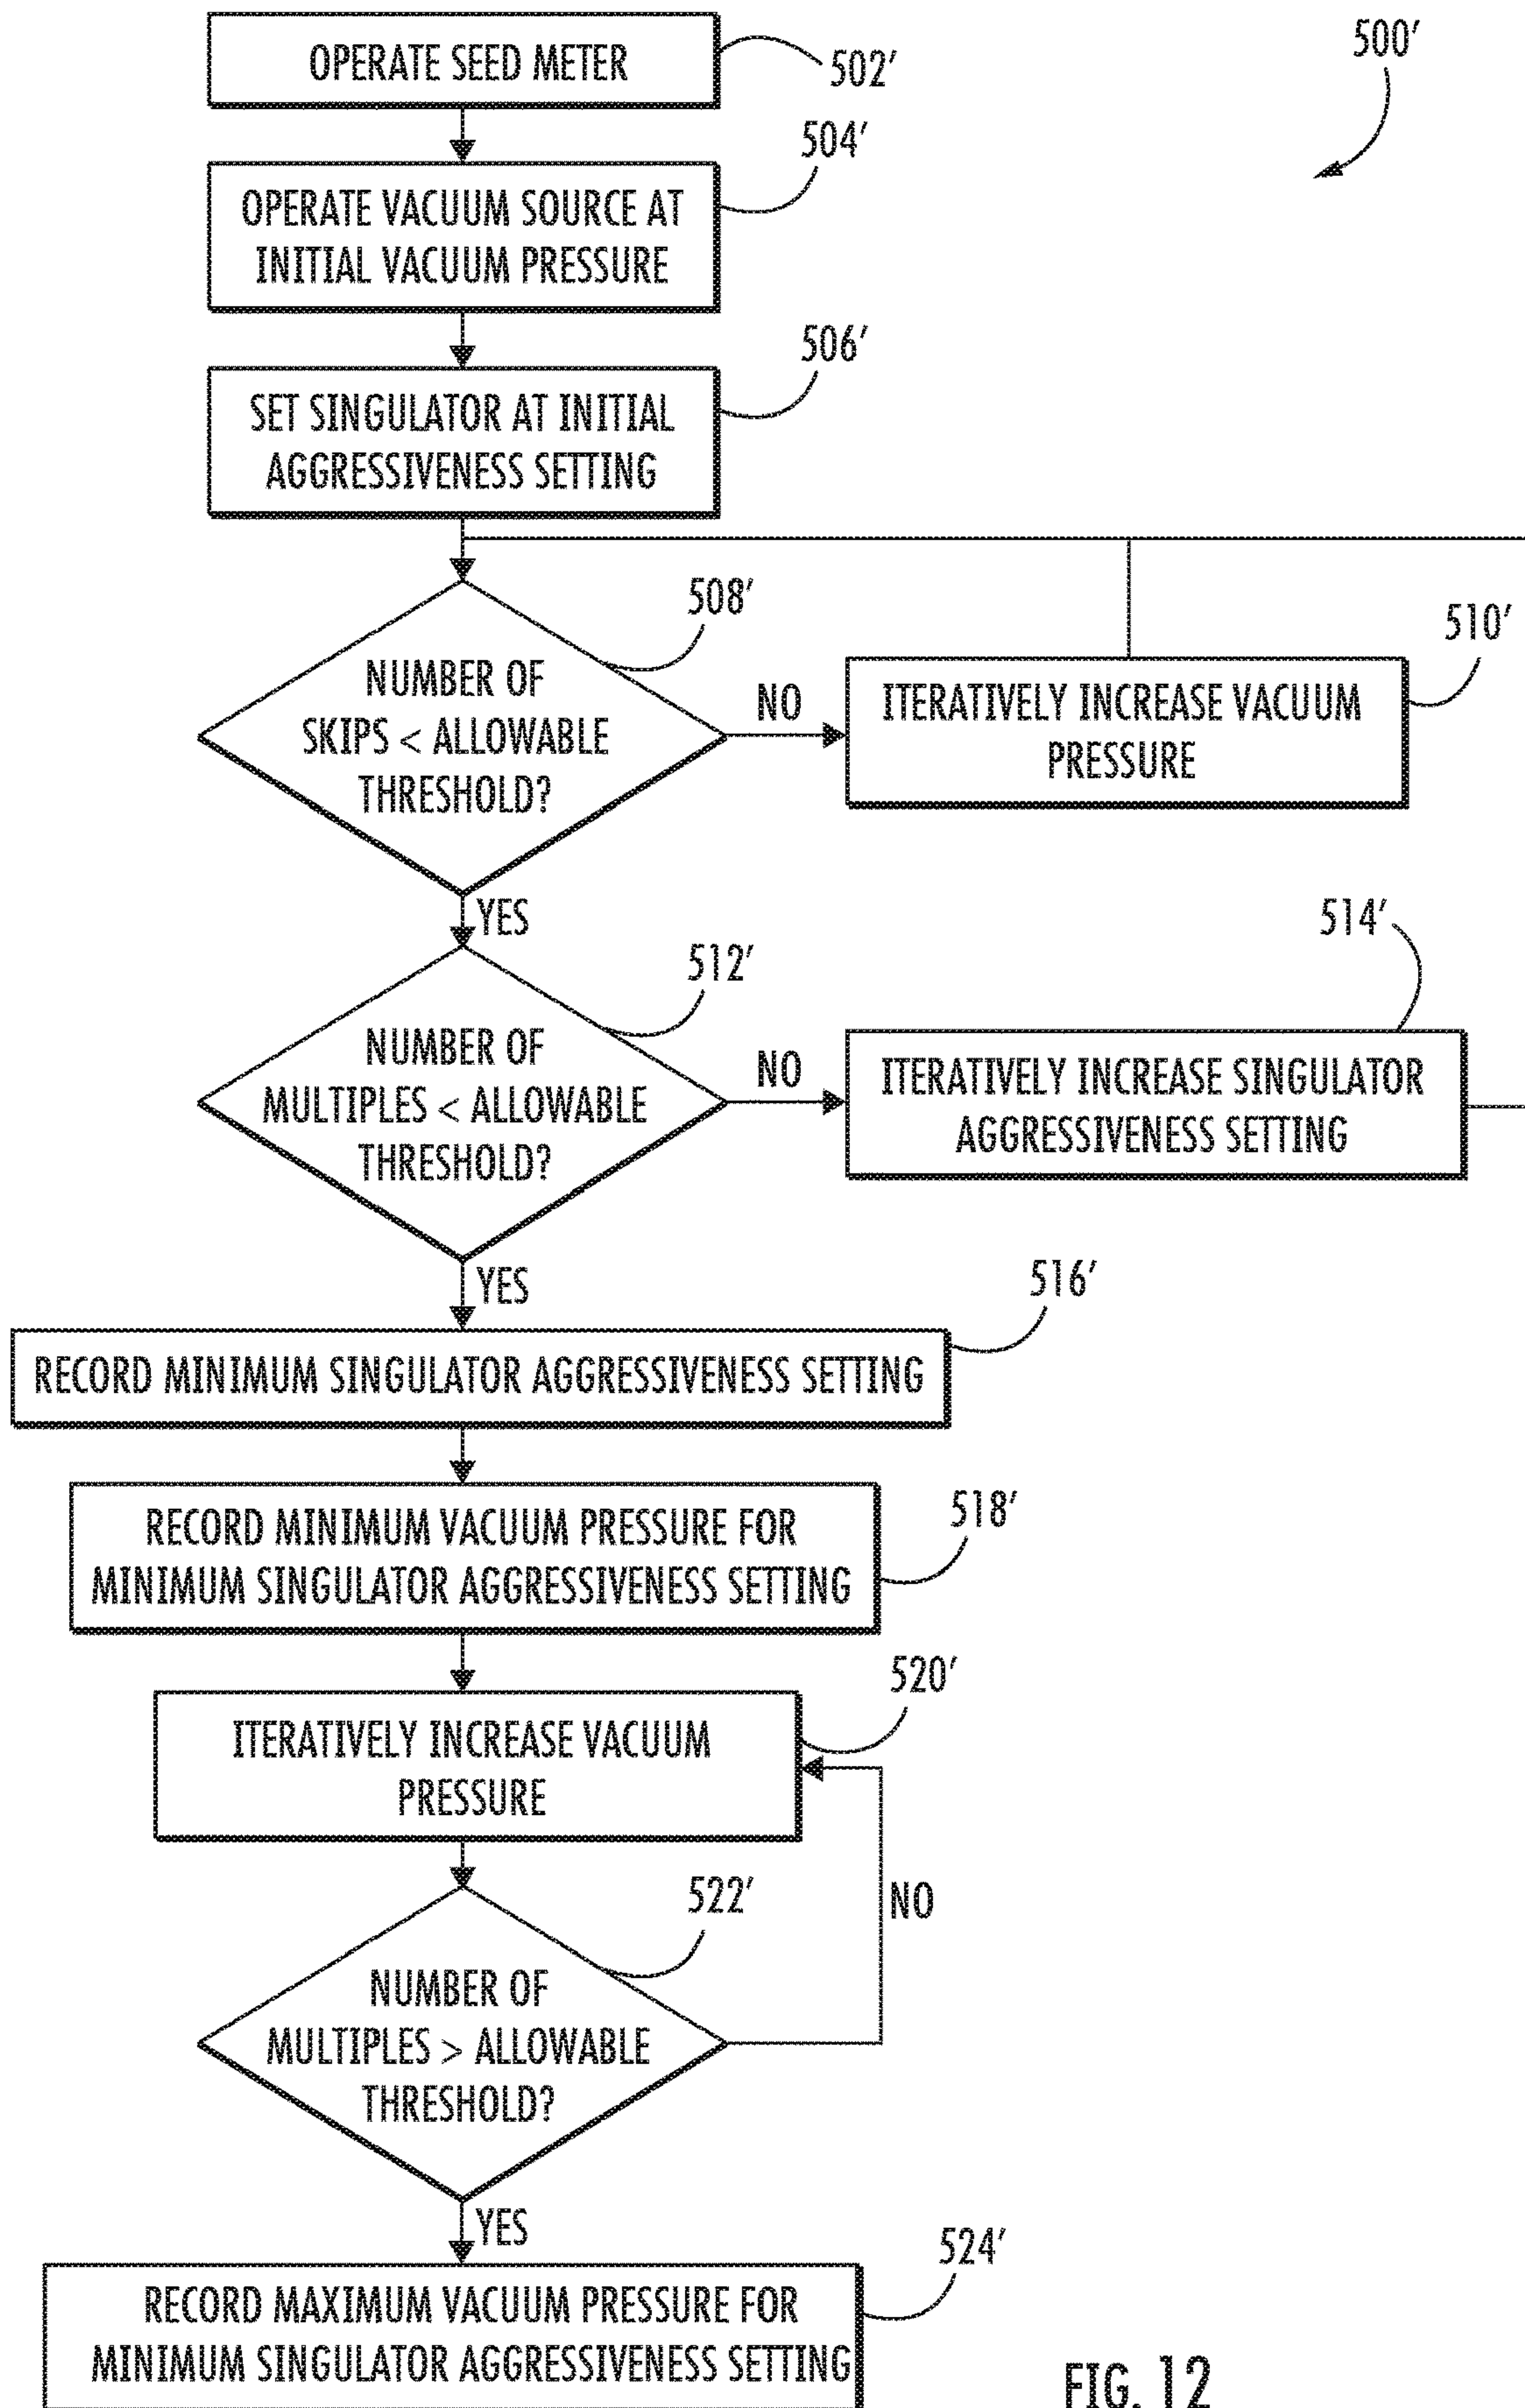 OPERATE SEED METER
502'
500'
504'
OPERATE VACUUM SOURCE AT
INITIAL VACUUM PRESSURE
506'
SET SINGULATOR AT INITIAL
AGGRESSIVENESS SETTING
508'
510'
NUMBER OF
SKIPS < ALLOWABLE
THRESHOLD?
NO
ITERATIVELY INCREASE VACUUM
PRESSURE
YES
512'
514'
NUMBER OF
MULTIPLES < ALLOWABLE
THRESHOLD?
NO
ITERATIVELY INCREASE SINGULATOR
AGGRESSIVENESS SETTING
YES
516'
RECORD MINIMUM SINGULATOR AGGRESSIVENESS SETTING
518'
RECORD MINIMUM VACUUM PRESSURE FOR
MINIMUM SINGULATOR AGGRESSIVENESS SETTING
520'
ITERATIVELY INCREASE VACUUM
PRESSURE
522'
NO
NUMBER OF
MULTIPLES > ALLOWABLE
THRESHOLD?
YES
524'
RECORD MAXIMUM VACUUM PRESSURE FOR
MINIMUM SINGULATOR AGGRESSIVENESS SETTING
FIG. 12